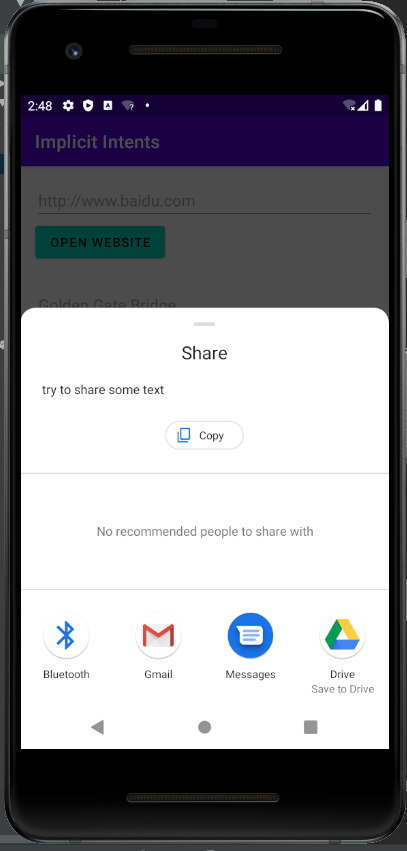 2:48
Implicit Intents
http://www.baidu.com
OPEN WEBSITE
Golden Gate Bridge
Share
try to share some text
Copy
No recommended people to share with
Bluetooth
Gmail
Messages
Drive
Save to Drive